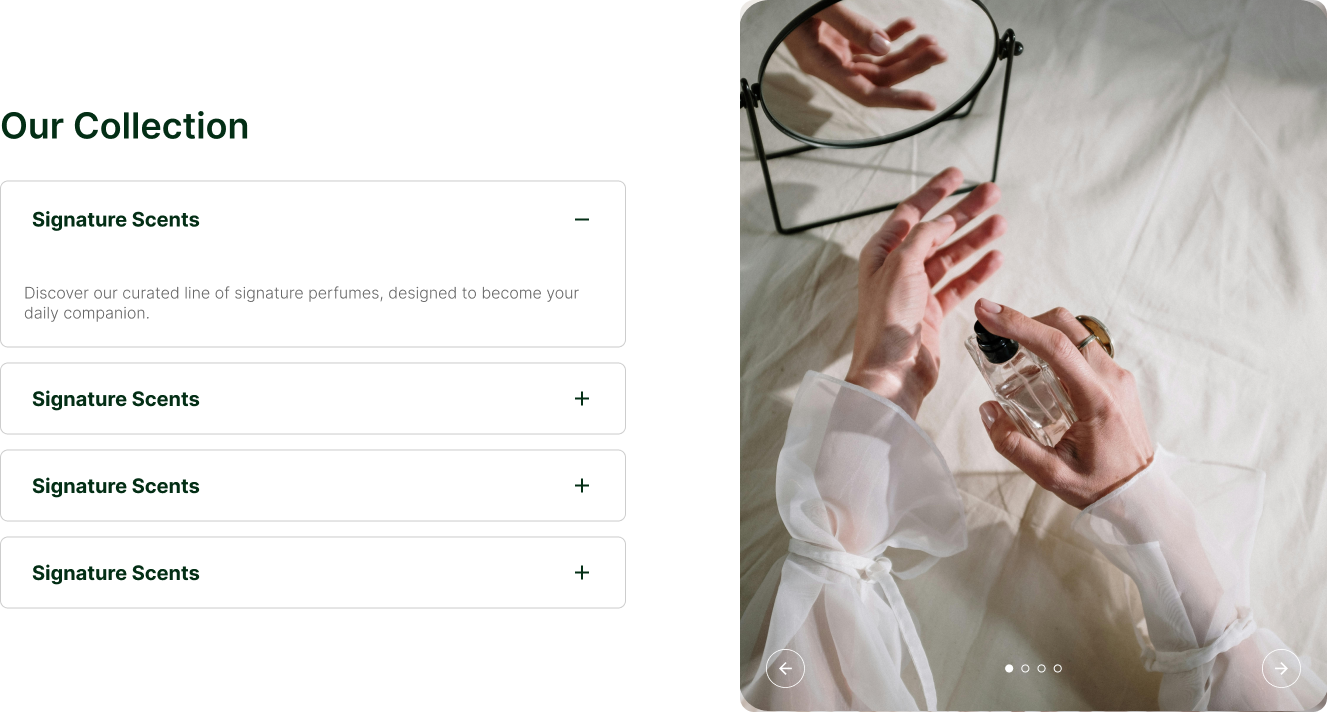 Our Collection
Signature Scents
Discover our curated line of signature perfumes, designed to become your
daily companion.
Signature Scents
Signature Scents
Signature Scents